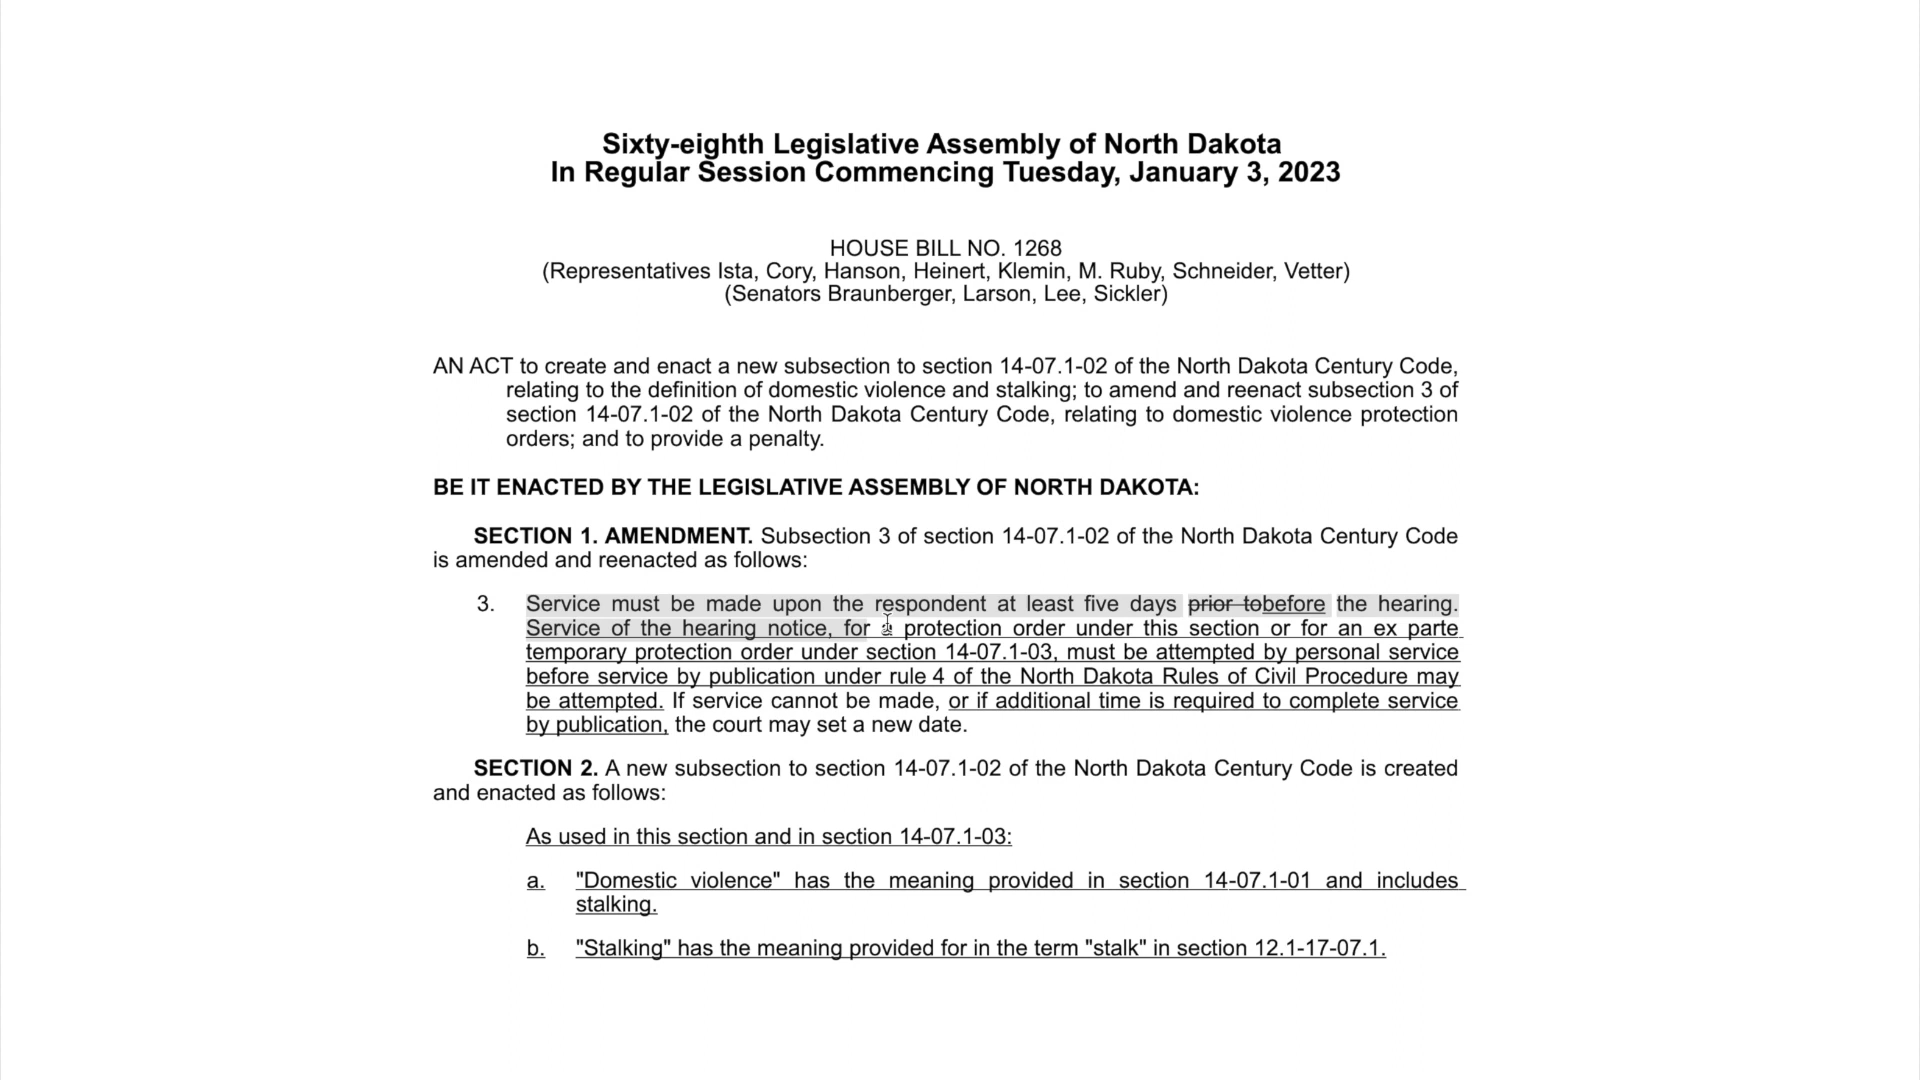 Sixty-eighth Legislative Assembly of North Dakota
In Regular Session Commencing Tuesday, January 3, 2023
HOUSE BILL NO. 1268
(Representatives Ista, Cory, Hanson, Heinert, Klemin, M. Ruby, Schneider, Vetter)
(Senators Braunberger, Larson, Lee, Sickler)
AN ACT to create and enact a new subsection to section 14-07.1-02 of the North Dakota Century Code,
relating to the definition of domestic violence and stalking; to amend and reenact subsection 3 of
section 14-07.1-02 of the North Dakota Century Code, relating to domestic violence protection
orders; and to provide a penalty.
BE IT ENACTED BY THE LEGISLATIVE ASSEMBLY OF NORTH DAKOTA:
SECTION 1. AMENDMENT. Subsection 3 of section 14-07.1-02 of the North Dakota Century Code
is amended and reenacted as follows:
3. Service must be made upon the respondent at least five days prior tobefore the hearing.
Service of the hearing notice, for a protection order under this section or for an ex parte
temporary protection order under section 14-07.1-03, must be attempted by personal service
before service by publication under rule 4 of the North Dakota Rules of Civil Procedure may
be attempted. If service cannot be made, or if additional time is required to complete service
by publication, the court may set a new date.
SECTION 2. A new subsection to section 14-07.1-02 of the North Dakota Century Code is created
and enacted as follows:
As used in this section and in section 14-07.1-03:
a. "Domestic violence" has the meaning provided in section 14-07.1-01 and includes
stalking.
b. "Stalking" has the meaning provided for in the term "stalk" in section 12.1-17-07.1.